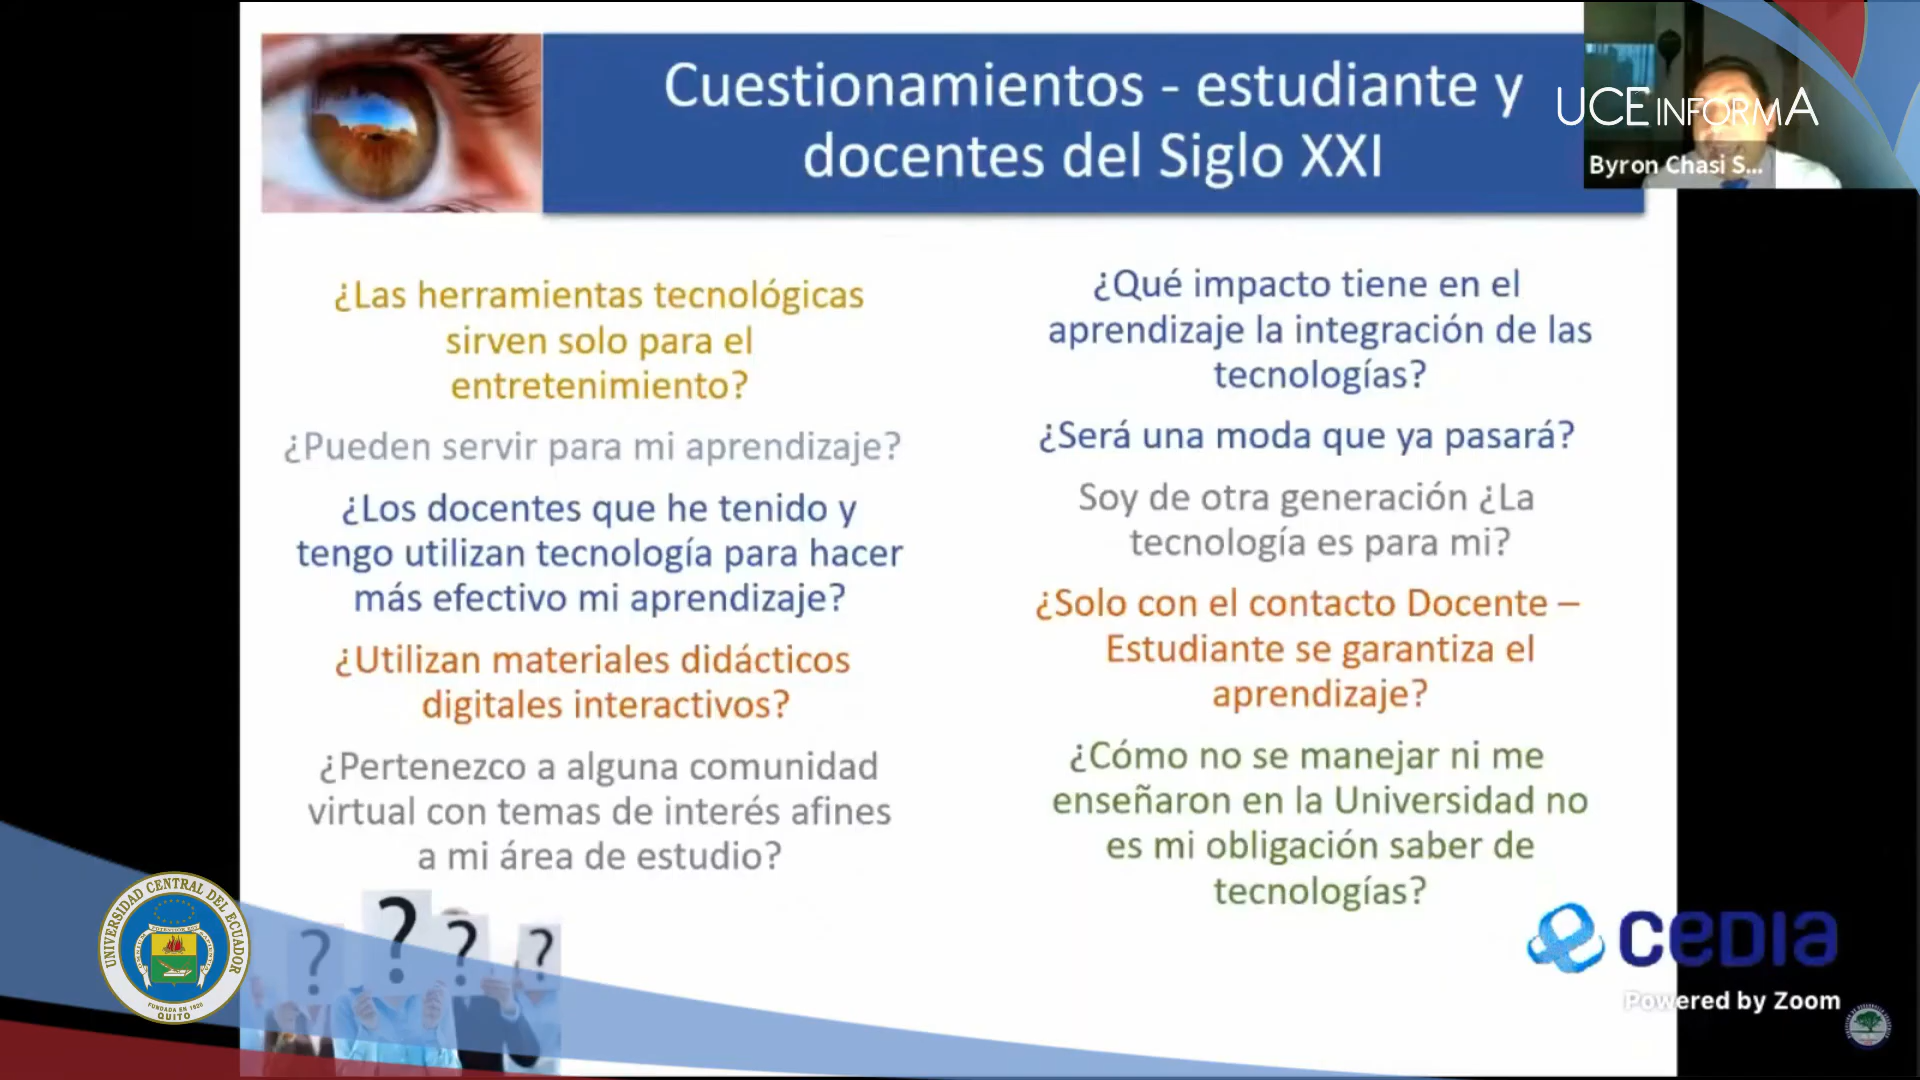 Cuestionamientos - estudiante y
docentes del Siglo XXI
UCEINFORMA
Byron Chasi S...
¿Las herramientas tecnológicas
sirven solo para el
entretenimiento?
¿Pueden servir para mi aprendizaje?
¿Los docentes que he tenido y
tengo utilizan tecnología para hacer
más efectivo mi aprendizaje?
¿Utilizan materiales didácticos
digitales interactivos?
¿Pertenezco a alguna comunidad
virtual con temas de interés afines
a mi área de estudio?
¿Qué impacto tiene en el
aprendizaje la integración de las
tecnologías?
¿Será una moda que ya pasará?
Soy de otra generación ¿La
tecnología es para mi?
¿Solo con el contacto Docente –
Estudiante se garantiza el
aprendizaje?
¿Cómo no se manejar ni me
enseñaron en la Universidad no
es mi obligación saber de
tecnologías?
? ? ? ?
UNIVERSIDAD CENTRAL DEL ECUADOR
FUNDADA EN 1826
QUITO
cedia
Powered by Zoom